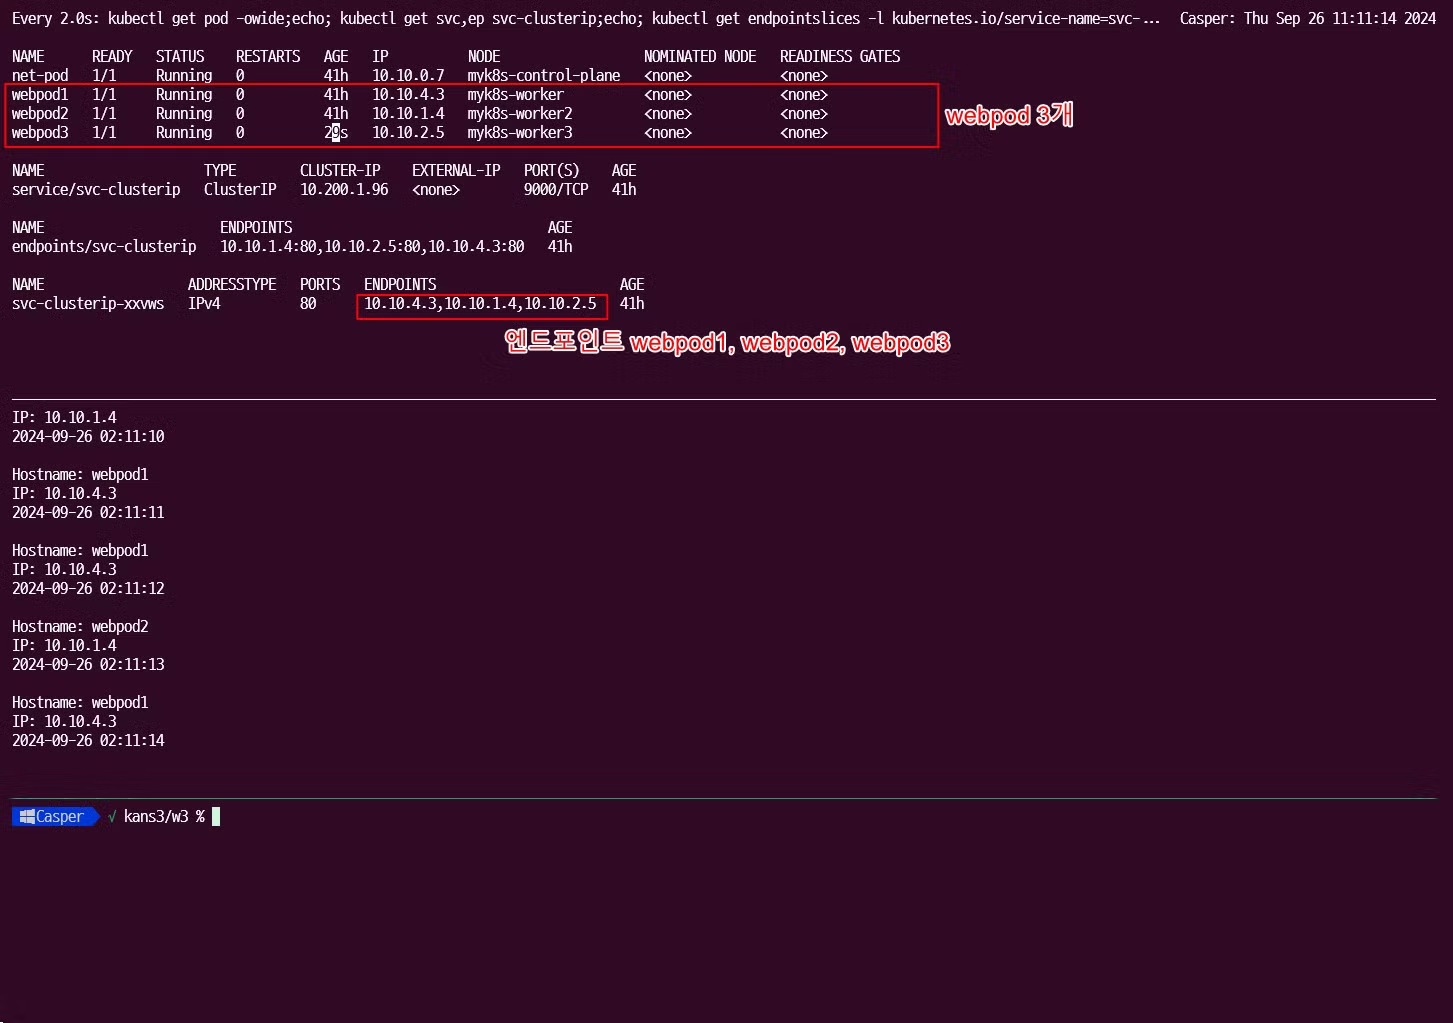 Every 2.0s: kubectl get pod -owide;echo; kubectl get svc,ep svc-clusterip;echo; kubectl get endpointslices -l kubernetes.io/service-name=svc-... Casper: Thu Sep 26 11:11:14 2024
NAME READY STATUS RESTARTS AGE IP NODE NOMINATED NODE READINESS GATES
net-pod 1/1 Running 0 41h 10.10.0.7 myk8s-control-plane <none> <none>
webpod1 1/1 Running 0 41h 10.10.4.3 myk8s-worker <none> <none>
webpod2 1/1 Running 0 41h 10.10.1.4 myk8s-worker2 <none> <none>
webpod3 1/1 Running 0 29s 10.10.2.5 myk8s-worker3 <none> <none>
webpod 3개
NAME TYPE CLUSTER-IP EXTERNAL-IP PORT(S) AGE
service/svc-clusterip ClusterIP 10.200.1.96 <none> 9000/TCP 41h
NAME ENDPOINTS AGE
endpoints/svc-clusterip 10.10.1.4:80,10.10.2.5:80,10.10.4.3:80 41h
NAME ADDRESSTYPE PORTS ENDPOINTS AGE
svc-clusterip-xxvws IPv4 80 10.10.4.3,10.10.1.4,10.10.2.5 41h
엔드포인트 webpod1, webpod2, webpod3
IP: 10.10.1.4
2024-09-26 02:11:10
Hostname: webpod1
IP: 10.10.4.3
2024-09-26 02:11:11
Hostname: webpod1
IP: 10.10.4.3
2024-09-26 02:11:12
Hostname: webpod2
IP: 10.10.1.4
2024-09-26 02:11:13
Hostname: webpod1
IP: 10.10.4.3
2024-09-26 02:11:14
Casper √ kans3/w3 %